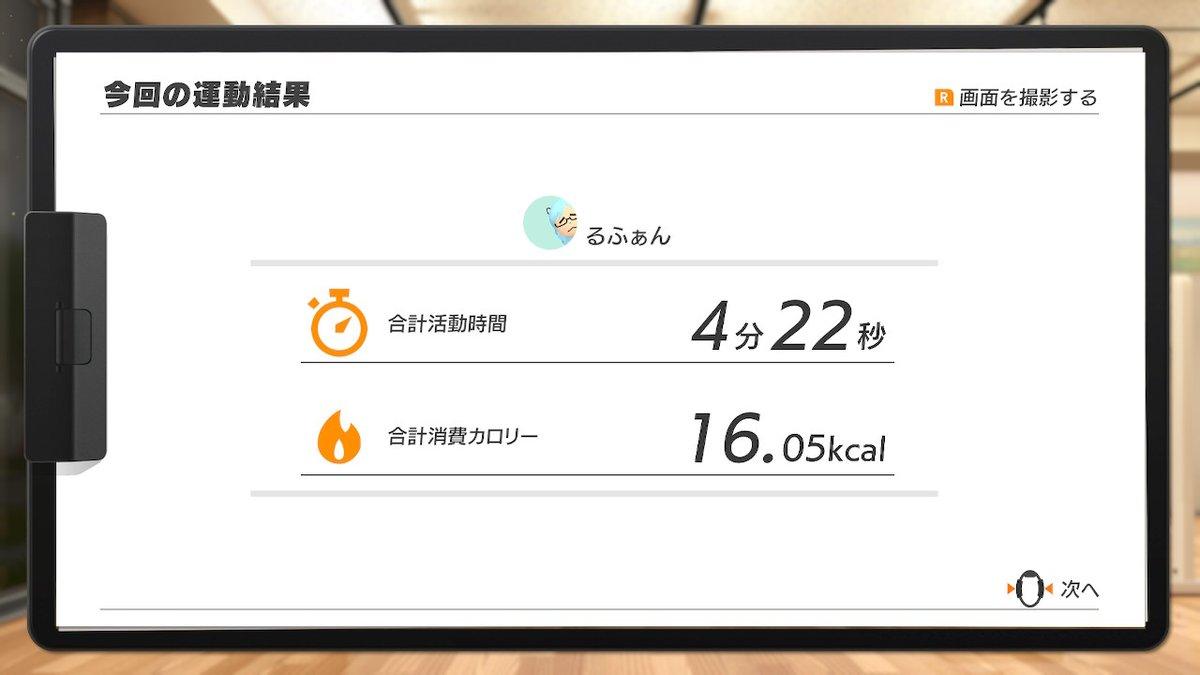 今回の運動結果
R 画面を撮影する
るふぁん
合計活動時間 4分22秒
合計消費カロリー 16.05kcal
次へ